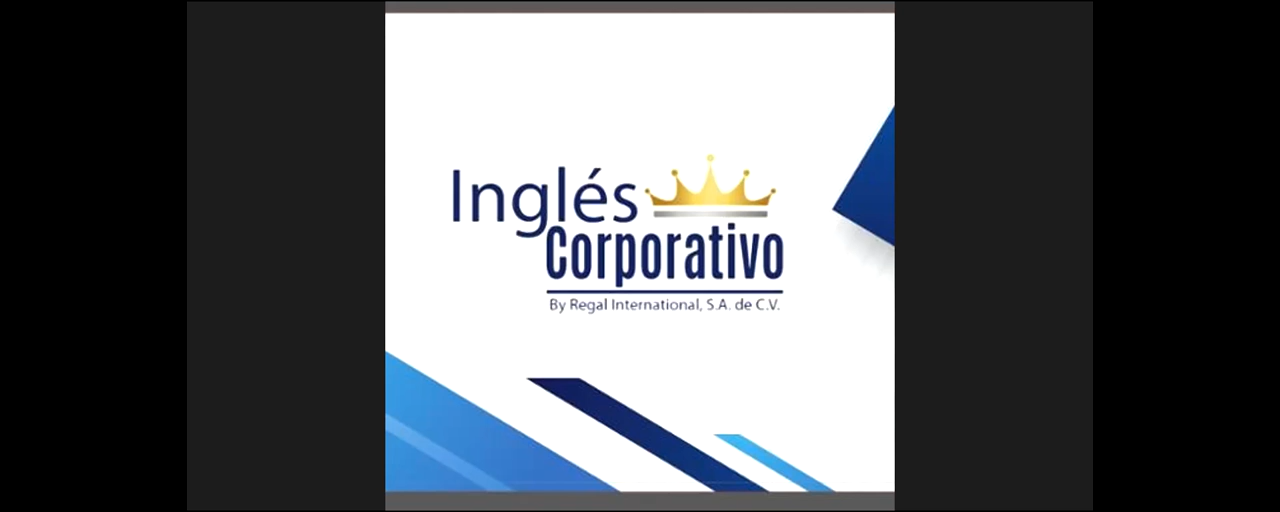 Inglés
Corporativo
By Regal International, S.A. de C.V.